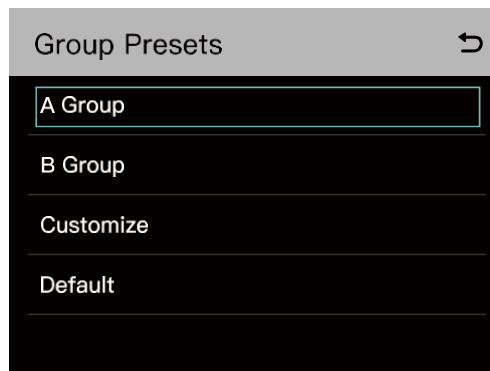 Group Presets
A Group
B Group
Customize
Default